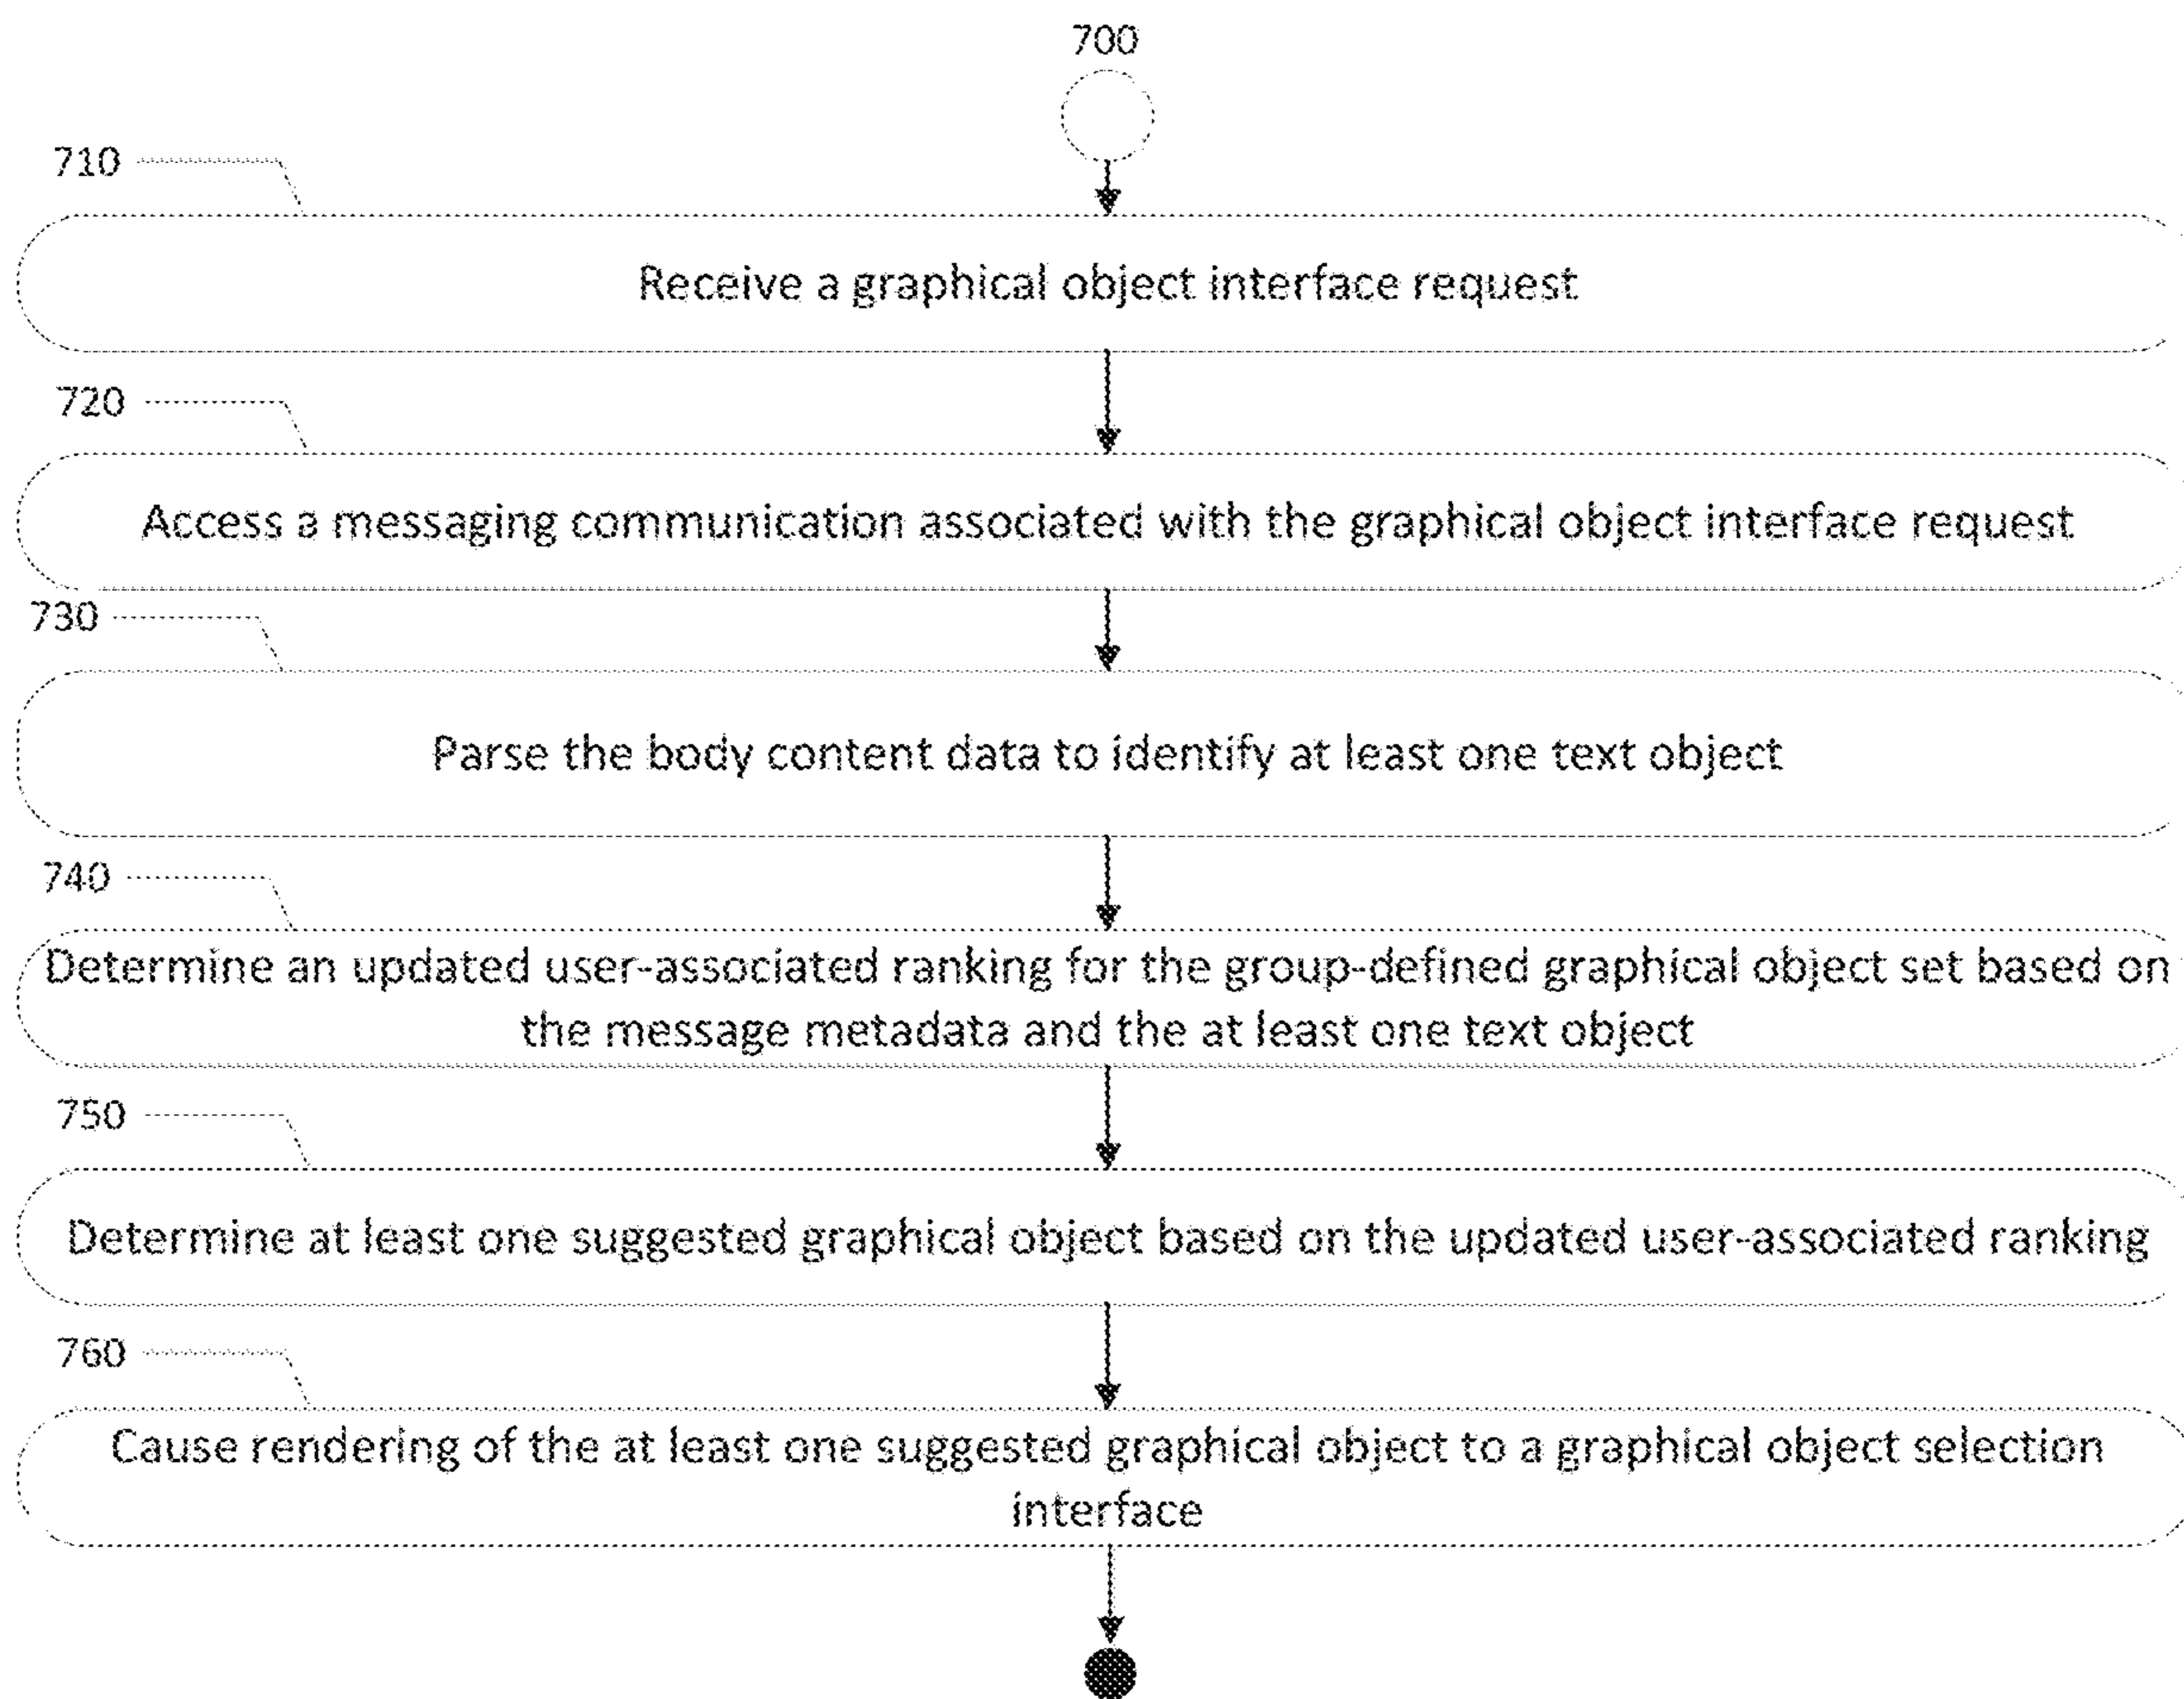 700
710
Receive a graphical object interface request
720
Access a messaging communication associated with the graphical object interface request
730
Parse the body content data to identify at least one text object
740
Determine an updated user-associated ranking for the group-defined graphical object set based on
the message metadata and the at least one text object
750
Determine at least one suggested graphical object based on the updated user-associated ranking
760
Cause rendering of the at least one suggested graphical object to a graphical object selection
interface